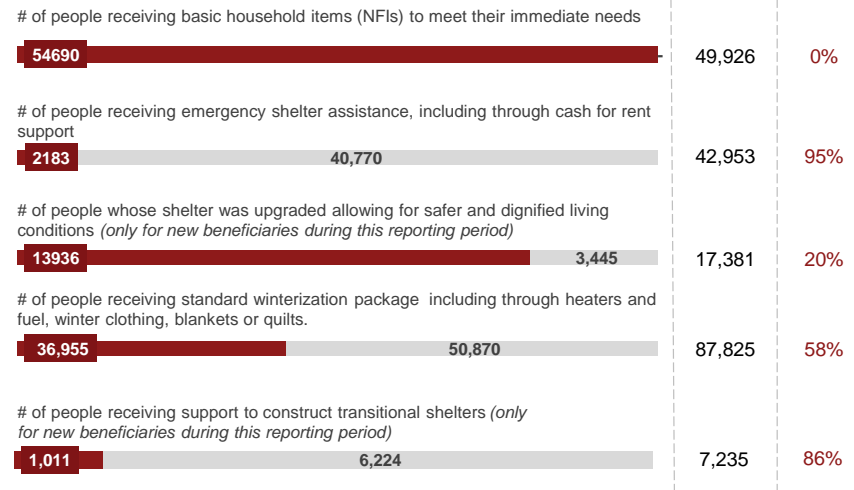 # of people receiving basic household items (NFIs) to meet their immediate needs
54690 - 49,926 0%
# of people receiving emergency shelter assistance, including through cash for rent
support
2183 40,770 42,953 95%
# of people whose shelter was upgraded allowing for safer and dignified living
conditions (only for new beneficiaries during this reporting period)
13936 3,445 17,381 20%
# of people receiving standard winterization package including through heaters and
fuel, winter clothing, blankets or quilts.
36,955 50,870 87,825 58%
# of people receiving support to construct transitional shelters (only
for new beneficiaries during this reporting period)
1,011 6,224 7,235 86%